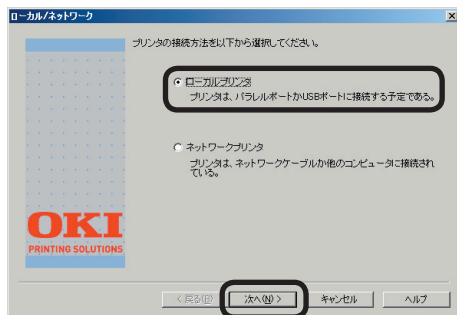 ローカル/ネットワーク
プリンタの接続方法を以下から選択してください。
ローカルプリンタ
プリンタは、パラレルポートかUSBポートに接続する予定である。
ネットワークプリンタ
プリンタは、ネットワークケーブルか他のコンピュータに接続され
ている。
OKI
PRINTING SOLUTIONS
< 戻る(B) 次へ(N) > キャンセル ヘルプ